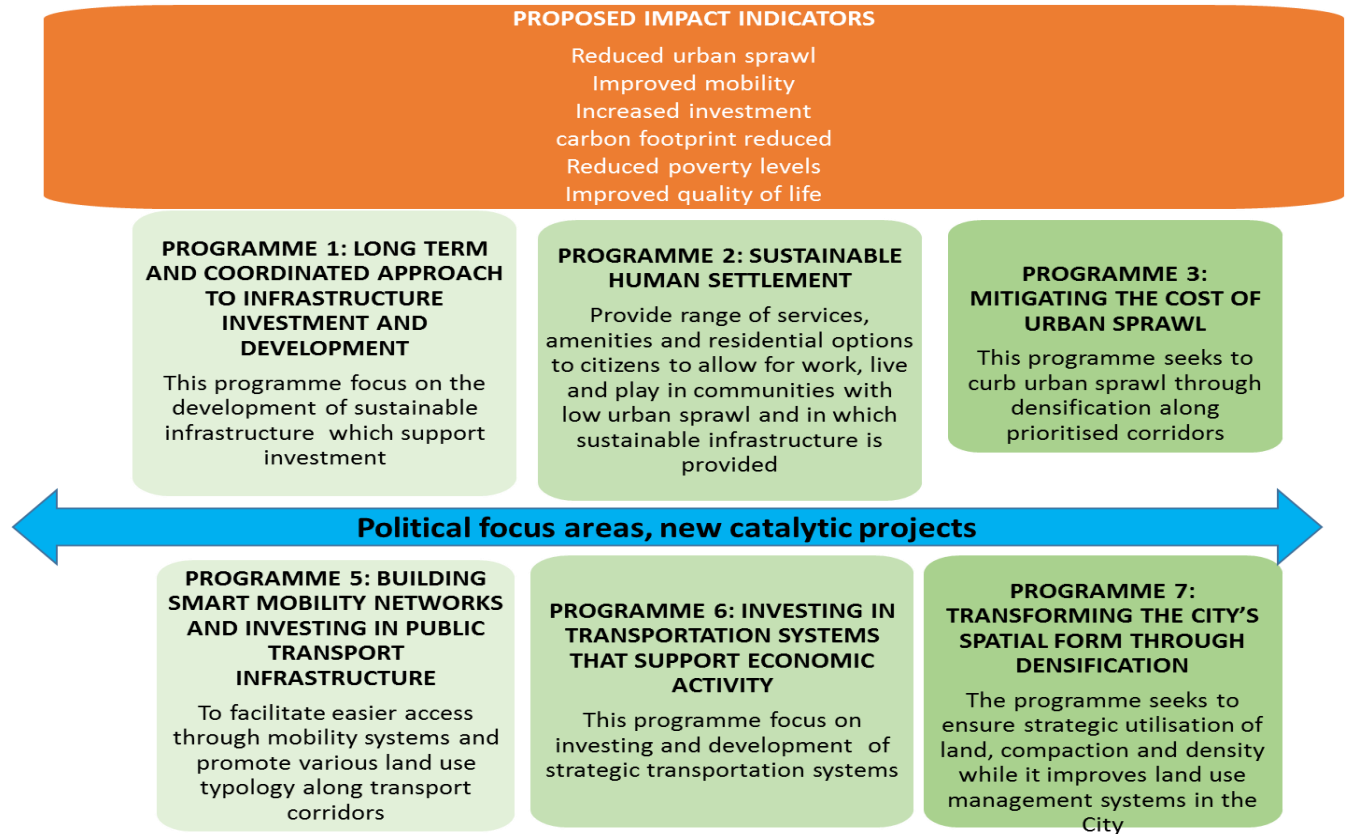 PROPOSED IMPACT INDICATORS
Reduced urban sprawl
Improved mobility
Increased investment
carbon footprint reduced
Reduced poverty levels
Improved quality of life
PROGRAMME 1: LONG TERM
AND COORDINATED APPROACH
TO INFRASTRUCTURE
INVESTMENT AND
DEVELOPMENT
This programme focus on the
development of sustainable
infrastructure which support
investment
PROGRAMME 2: SUSTAINABLE
HUMAN SETTLEMENT
Provide range of services,
amenities and residential options
to citizens to allow for work, live
and play in communities with
low urban sprawl and in which
sustainable infrastructure is
provided
PROGRAMME 3:
MITIGATING THE COST OF
URBAN SPRAWL
This programme seeks to
curb urban sprawl through
densification along
prioritised corridors
Political focus areas, new catalytic projects
PROGRAMME 5: BUILDING
SMART MOBILITY NETWORKS
AND INVESTING IN PUBLIC
TRANSPORT
INFRASTRUCTURE
To facilitate easier access
through mobility systems and
promote various land use
typology along transport
corridors
PROGRAMME 6: INVESTING IN
TRANSPORTATION SYSTEMS
THAT SUPPORT ECONOMIC
ACTIVITY
This programme focus on
investing and development of
strategic transportation systems
PROGRAMME 7:
TRANSFORMING THE CITY'S
SPATIAL FORM THROUGH
DENSIFICATION
The programme seeks to
ensure strategic utilisation of
land, compaction and density
while it improves land use
management systems in the
City